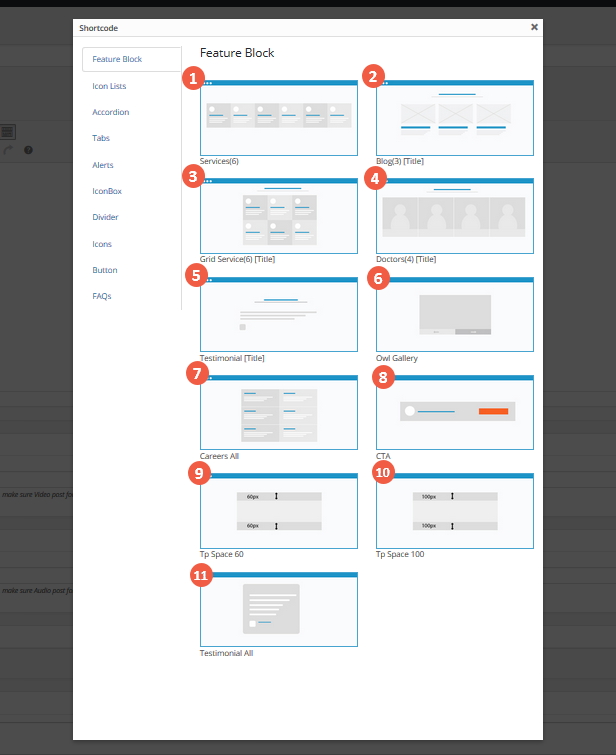 Shortcode
Feature Block
Icon Lists
Accordion
Tabs
Alerts
IconBox
Divider
Icons
Button
FAQs
Feature Block
1
2
Services(6)
Blog(3) [Title]
3
4
Grid Service(6) [Title]
Doctors(4) [Title]
5
6
Testimonial [Title]
Owl Gallery
7
8
Careers All
CTA
9
10
60px
60px
100px
100px
Tp Space 60
Tp Space 100
11
Testimonial All
make sure Video post fo
make sure Audio post fo